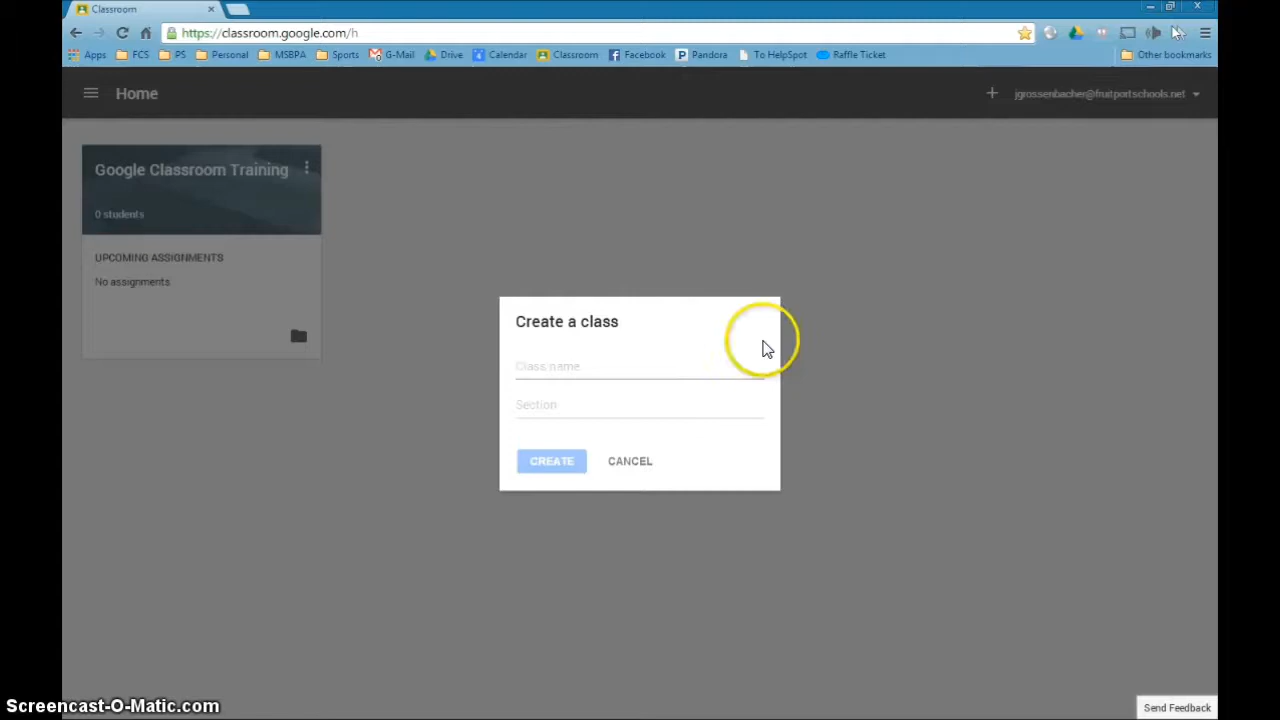 Classroom
https://classroom.google.com/h
Apps FCS PS Personal MSBPA Sports G-Mail Drive Calendar Classroom Facebook Pandora To HelpSpot Raffle Ticket Other bookmarks
Home
jgrossenbacher@fruitportschools.net
Google Classroom Training
0 students
UPCOMING ASSIGNMENTS
No assignments
Create a class
Class name
Section
CREATE CANCEL
Screencast-O-Matic.com
Send Feedback